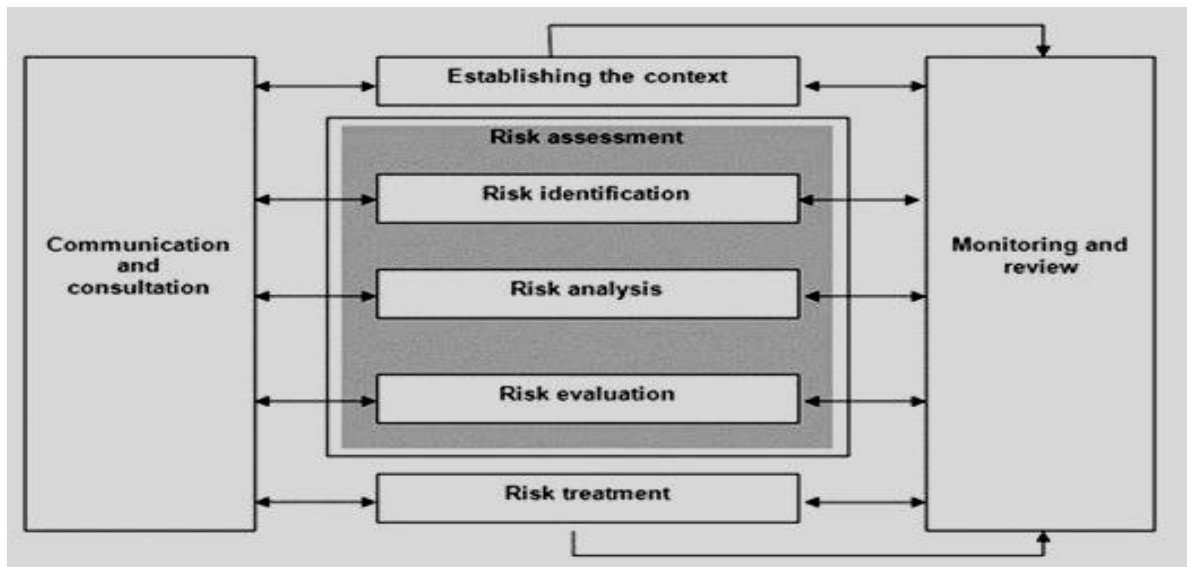 Establishing the context
Risk assessment
Risk identification
Communication
and
consultation
Monitoring and
review
Risk analysis
Risk evaluation
Risk treatment